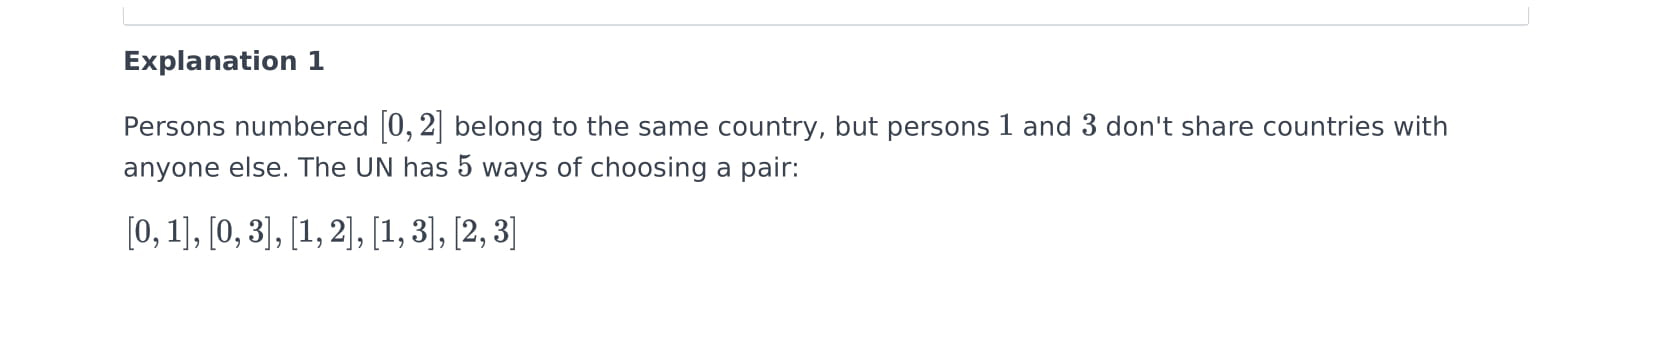 Explanation 1
Persons numbered [0, 2] belong to the same country, but persons 1 and 3 don't share countries with
anyone else. The UN has 5 ways of choosing a pair:
[0, 1], [0, 3], [1, 2], [1, 3], [2, 3]